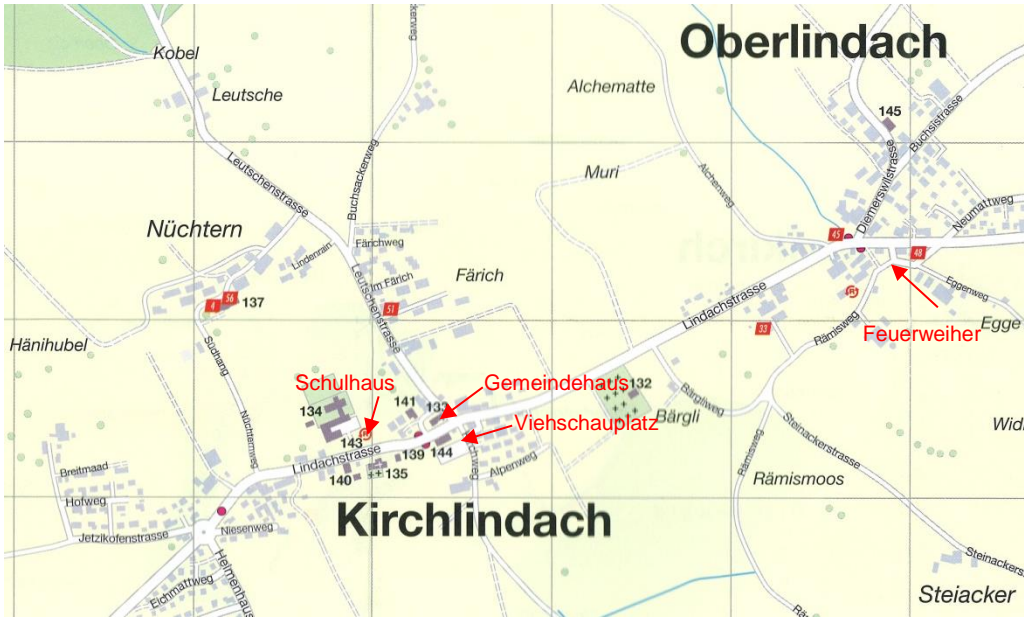 Oberlindach
Kobel
Leutsche
Alchematte
145
Buchsistrasse
Leutschenstrasse
Buchsackerweg
Muri
Alchenweg
Diemerswilstrasse
Neumattweg
Nüchtern
Färichweg
Lindenrain
45
48
Im Färich
Färich
Leutschenstrasse
Lindachstrasse
Eggenweg
4
56
137
51
Egge
33
Feuerweiher
Hänihubel
Südhang
Rämisweg
Schulhaus
Gemeindehaus
132
134
141
133
Bärgliweg
Bärgli
Viehschauplatz
143
Nüchternweg
Lindachstrasse
139
144
Steinackerstrasse
Rämisweg
Breitmaad
140
135
Alpenweg
Rämismoos
Hofweg
Kirchlindach
Jetzikofenstrasse
Niesenweg
Eichmattweg
Steiacker